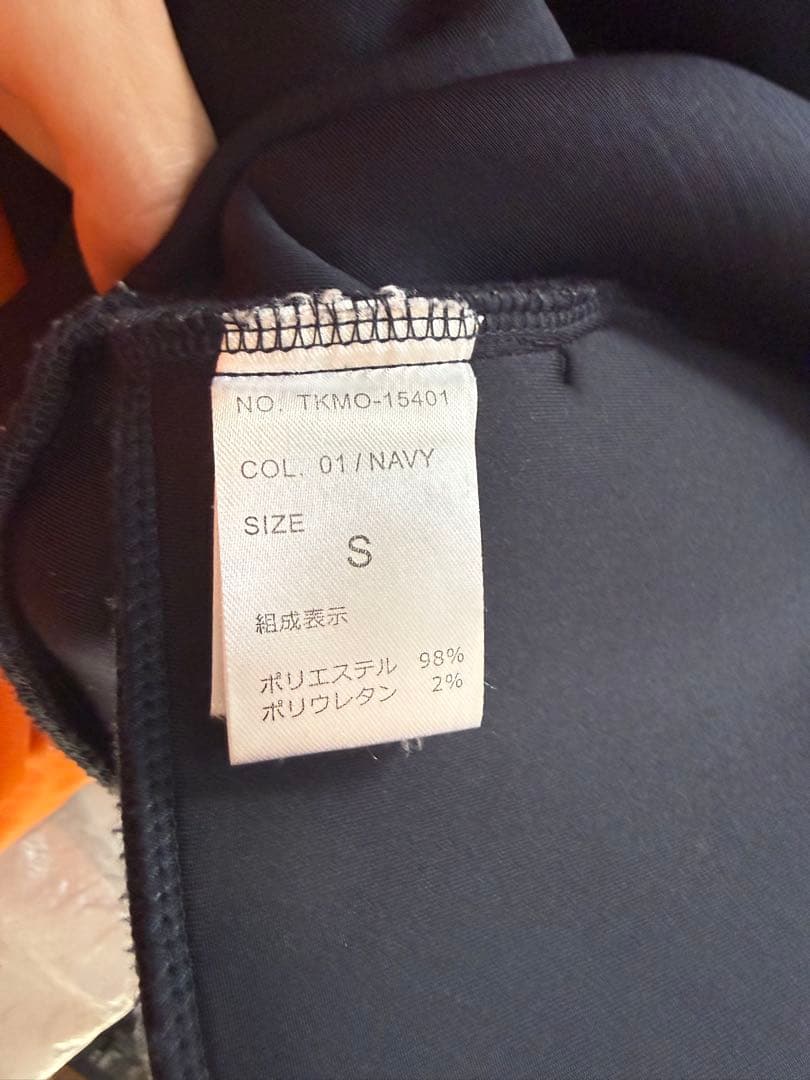 NO. TKMO-15401
COL. 01/NAVY
SIZE
S
組成表示
ポリエステル 98%
ポリウレタン 2%